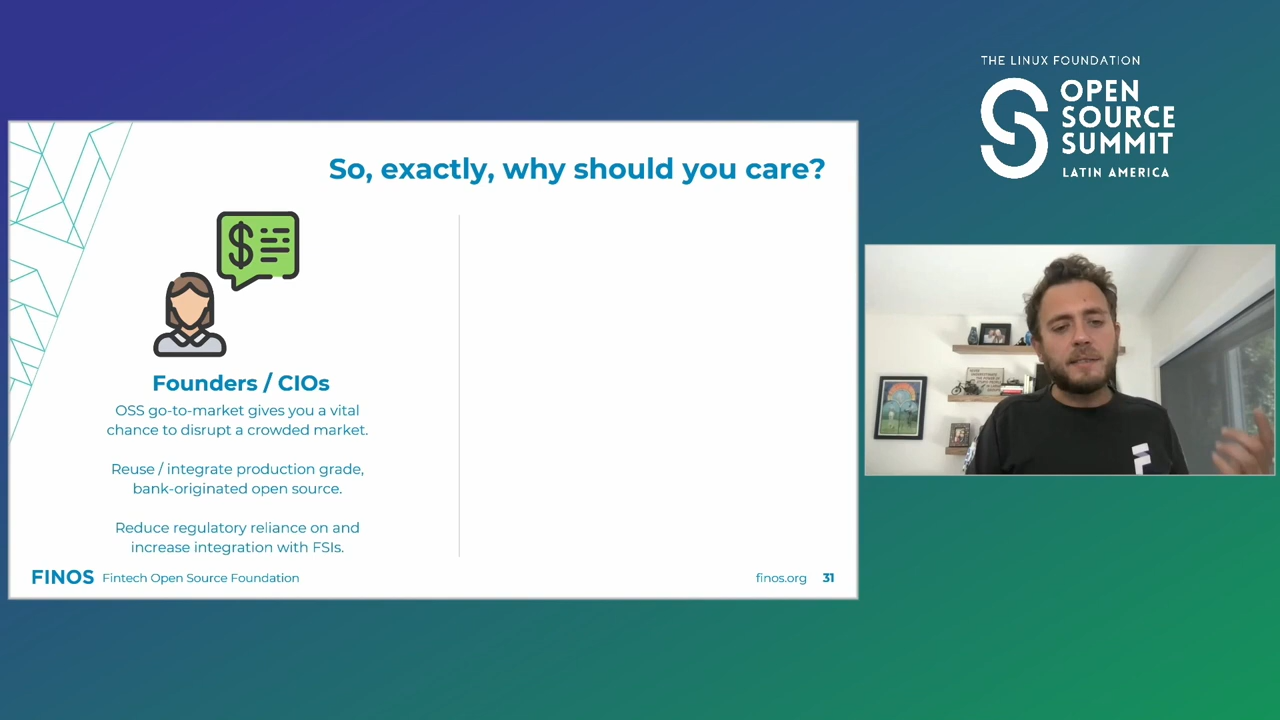 THE LINUX FOUNDATION
OPEN
SOURCE
SUMMIT
LATIN AMERICA
So, exactly, why should you care?
$
Founders / CIOs
OSS go-to-market gives you a vital
chance to disrupt a crowded market.
Reuse / integrate production grade,
bank-originated open source.
Reduce regulatory reliance on and
increase integration with FSIs.
FINOS Fintech Open Source Foundation
finos.org 31